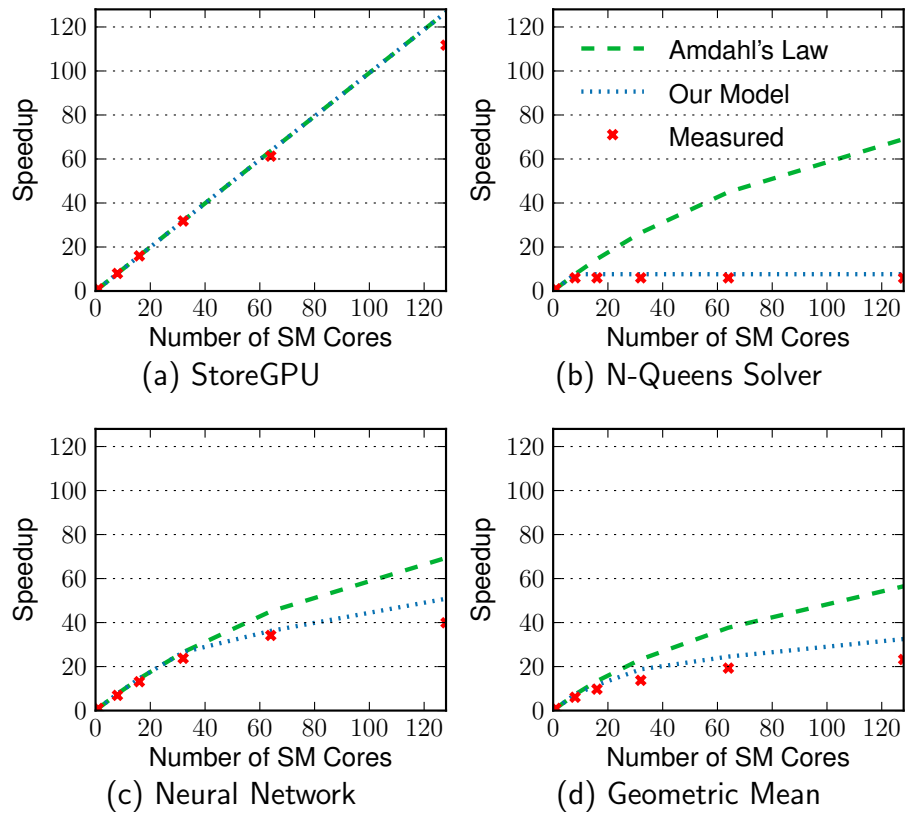 120
100
80
60
40
20
0
Speedup
0 20 40 60 80 100 120
Number of SM Cores
(a) StoreGPU
120
100
80
60
40
20
0
Speedup
Amdahl's Law
Our Model
Measured
0 20 40 60 80 100 120
Number of SM Cores
(b) N-Queens Solver
120
100
80
60
40
20
0
Speedup
0 20 40 60 80 100 120
Number of SM Cores
(c) Neural Network
120
100
80
60
40
20
0
Speedup
0 20 40 60 80 100 120
Number of SM Cores
(d) Geometric Mean